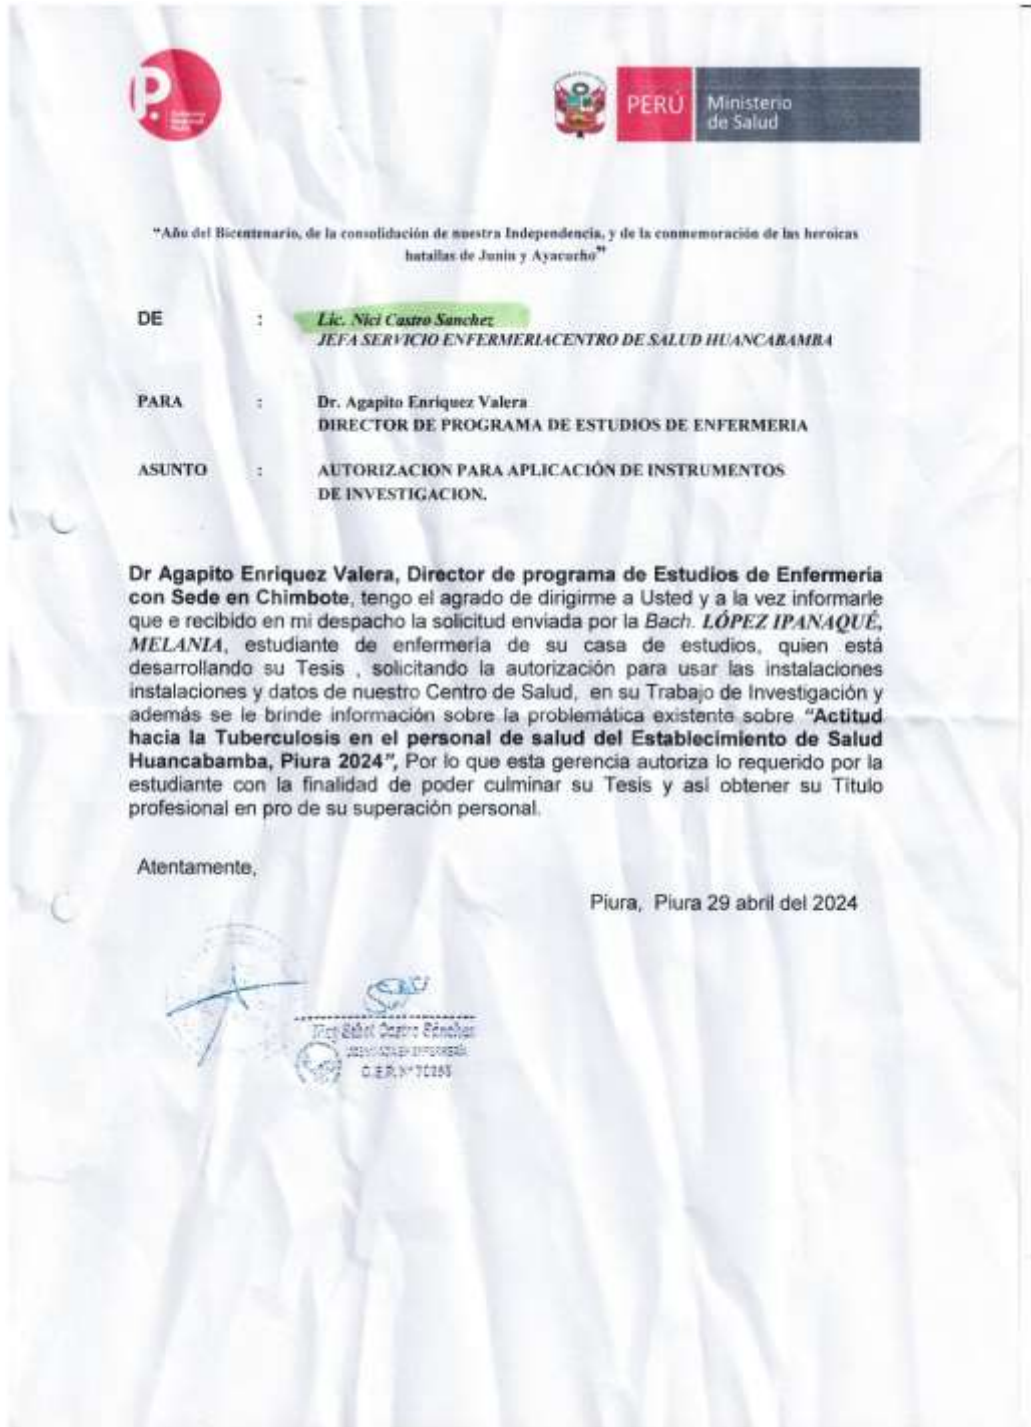 P.
Gobierno
Regional
Piura
PERÚ
Ministerio
de Salud
“Año del Bicentenario, de la consolidación de nuestra Independencia, y de la conmemoración de las heroicas
batallas de Junín y Ayacucho”
DE : Lic. Nici Castro Sanchez
JEFA SERVICIO ENFERMERIACENTRO DE SALUD HUANCABAMBA
PARA : Dr. Agapito Enriquez Valera
DIRECTOR DE PROGRAMA DE ESTUDIOS DE ENFERMERIA
ASUNTO : AUTORIZACION PARA APLICACIÓN DE INSTRUMENTOS
DE INVESTIGACION.
Dr Agapito Enriquez Valera, Director de programa de Estudios de Enfermería
con Sede en Chimbote, tengo el agrado de dirigirme a Usted y a la vez informarle
que e recibido en mi despacho la solicitud enviada por la Bach. LÓPEZ IPANAQUÉ,
MELANIA, estudiante de enfermería de su casa de estudios, quien está
desarrollando su Tesis , solicitando la autorización para usar las instalaciones
instalaciones y datos de nuestro Centro de Salud, en su Trabajo de Investigación y
además se le brinde información sobre la problemática existente sobre “Actitud
hacia la Tuberculosis en el personal de salud del Establecimiento de Salud
Huancabamba, Piura 2024”, Por lo que esta gerencia autoriza lo requerido por la
estudiante con la finalidad de poder culminar su Tesis y así obtener su Título
profesional en pro de su superación personal.
Atentamente,
Piura, Piura 29 abril del 2024
Castro Sánchez
LICENCIADA EN ENFERMERÍA
C.E.P. N°